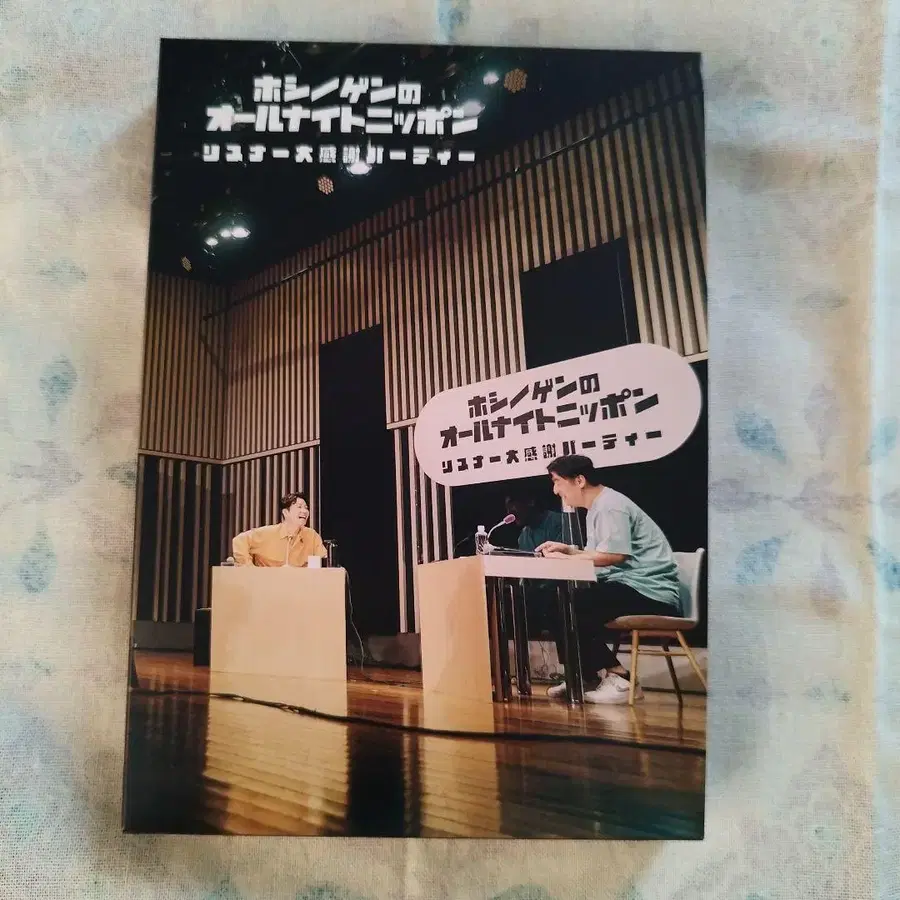 ホシノゲンの
オールナイトニッポン
リスナー大感謝パーティー
ホシノゲンの
オールナイトニッポン
リスナー大感謝パーティー